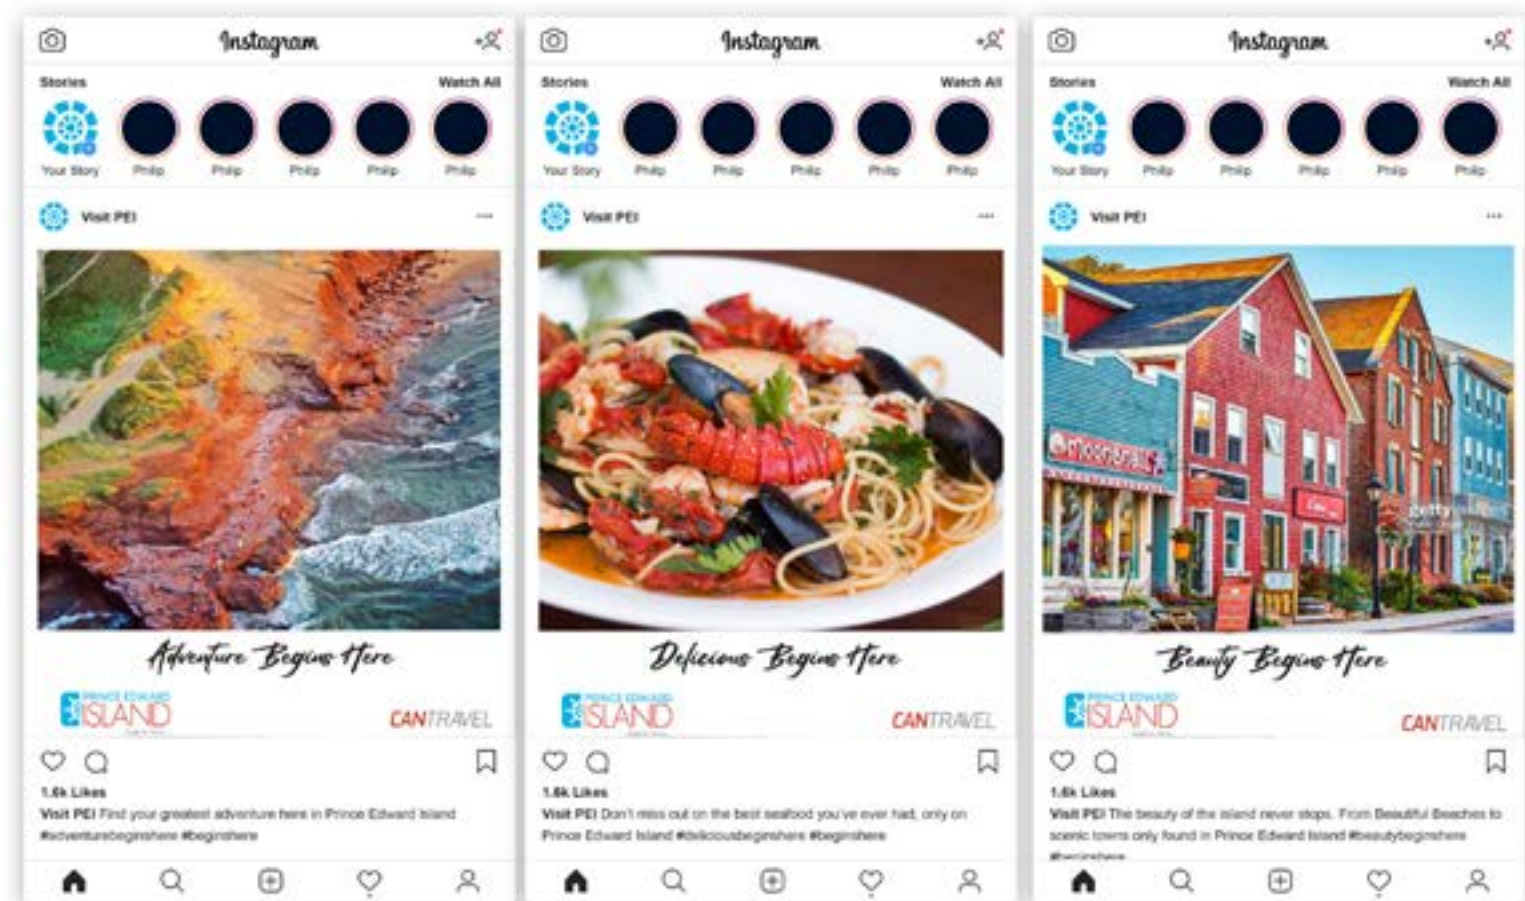 Instagram
Stories
Watch All
Your Story
Philip
Philip
Philip
Philip
Philip
Visit PEI
Adventure Begins Here
PRINCE EDWARD
ISLAND
CANTRAVEL
1.6k Likes
Visit PEI Find your greatest adventure here in Prince Edward Island
#adventurebeginshere #beginshere
Instagram
Stories
Watch All
Your Story
Philip
Philip
Philip
Philip
Philip
Visit PEI
Delicious Begins Here
PRINCE EDWARD
ISLAND
CANTRAVEL
1.6k Likes
Visit PEI Don't miss out on the best seafood you've ever had, only on
Prince Edward Island #deliciousbeginshere #beginshere
Instagram
Stories
Watch All
Your Story
Philip
Philip
Philip
Philip
Philip
Visit PEI
moonsnail
getty
Beauty Begins Here
PRINCE EDWARD
ISLAND
CANTRAVEL
1.6k Likes
Visit PEI The beauty of the island never stops. From Beautiful Beaches to
scenic towns only found in Prince Edward Island #beautybeginshere
#beginshere